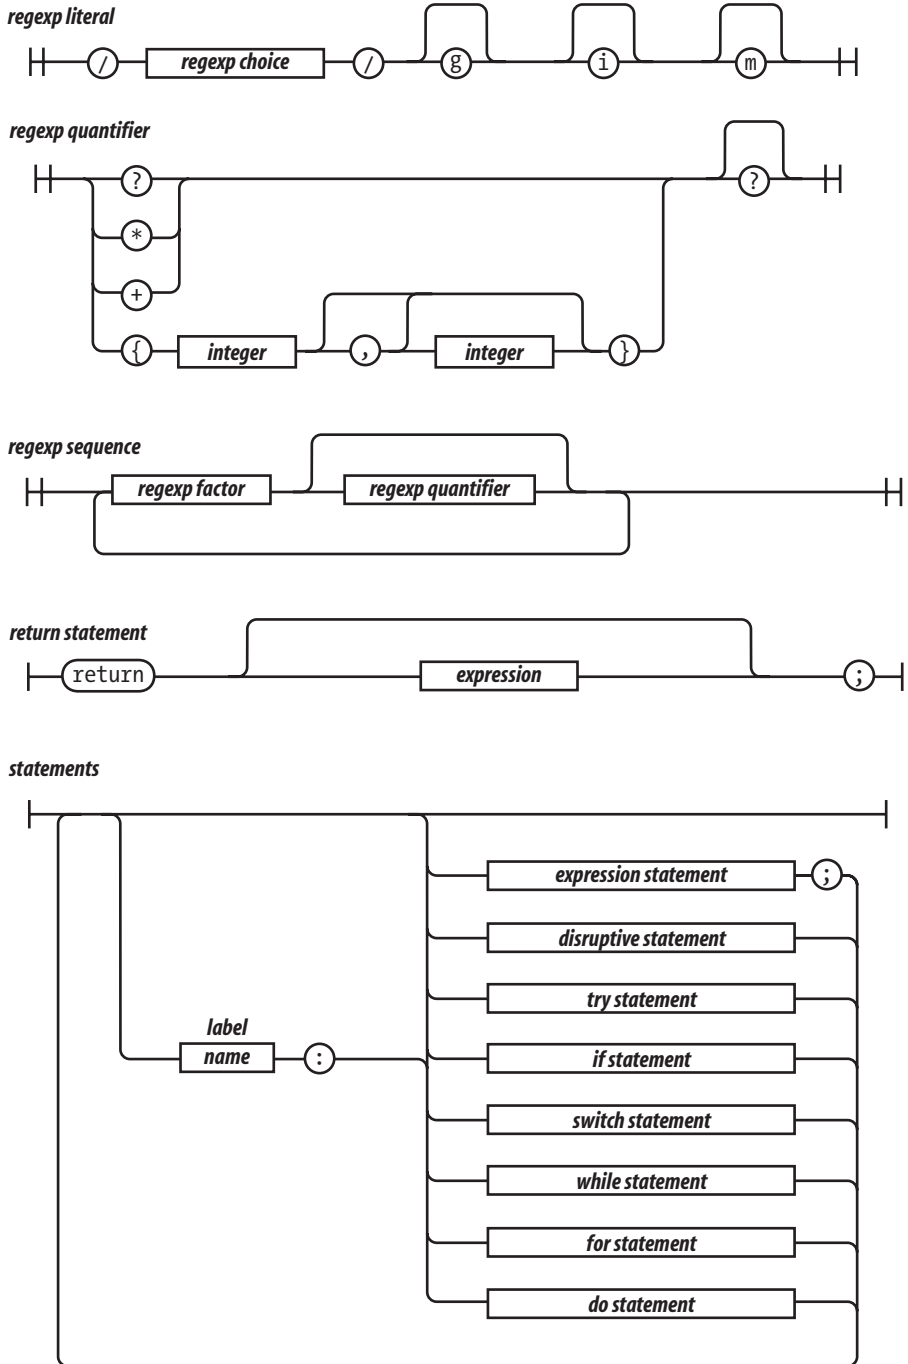 regexp literal
/ regexp choice / g i m
regexp quantifier
? ?
*
+
{ integer , integer }
regexp sequence
regexp factor regexp quantifier
return statement
return expression ;
statements
expression statement ;
disruptive statement
try statement
label
name : if statement
switch statement
while statement
for statement
do statement